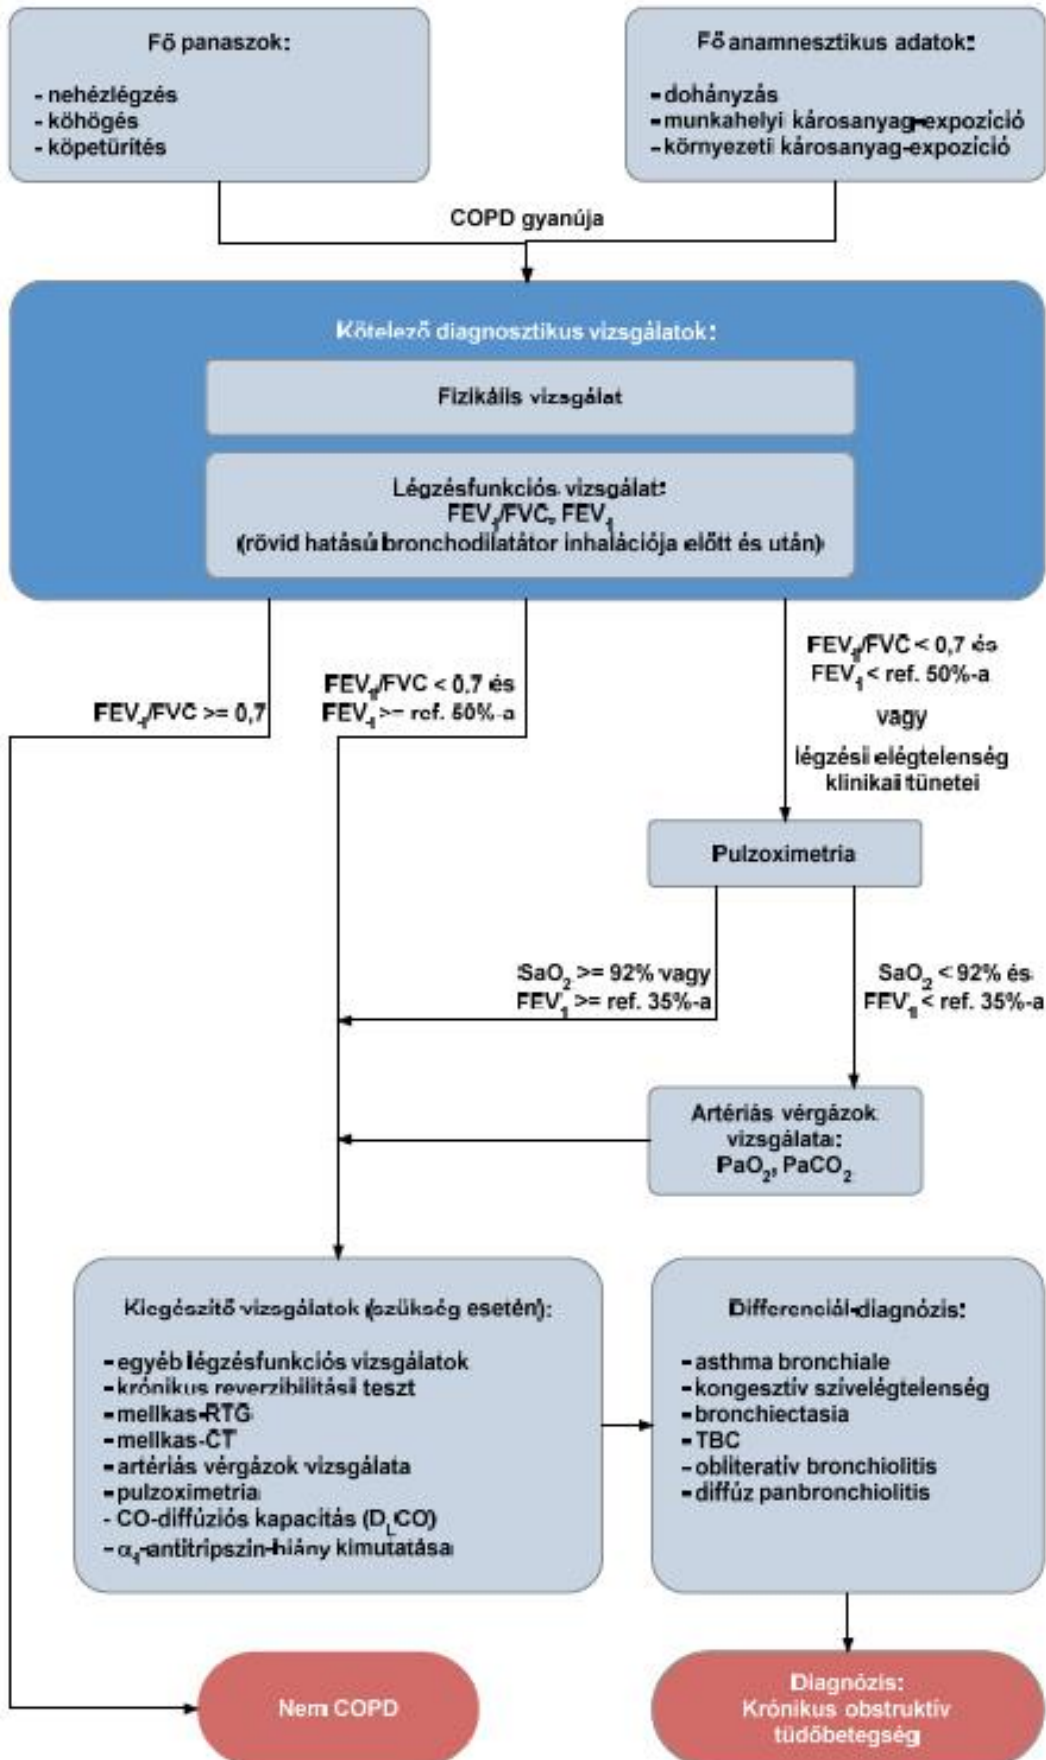 Fő panaszok:
- nehézlégzés
- köhögés
- köpetürítés
Fő anamnesztikus adatok:
- dohányzás
- munkahelyi károsanyag-expozíció
- környezeti károsanyag-expozíció
COPD gyanúja
Kötelező diagnosztikus vizsgálatok:
Fizikális vizsgálat
Légzésfunkciós vizsgálat:
FEV₁/FVC, FEV₁
(rövid hatású bronchodilatátor inhalációja előtt és után)
FEV₁/FVC >= 0,7
FEV₁/FVC < 0,7 és
FEV₁ >= ref. 50%-a
FEV₁/FVC < 0,7 és
FEV₁ < ref. 50%-a
vagy
légzési elégtelenség
klinikai tünetei
Pulzoximetria
SaO₂ >= 92% vagy
FEV₁ >= ref. 35%-a
SaO₂ < 92% és
FEV₁ < ref. 35%-a
Artériás vérgázok
vizsgálata:
PaO₂, PaCO₂
Kiegészítő vizsgálatok (szükség esetén):
- egyéb légzésfunkciós vizsgálatok
- krónikus reverzibilitási teszt
- mellkas-RTG
- mellkas-CT
- artériás vérgázok vizsgálata
- pulzoximetria
- CO-diffúziós kapacitás (DLCO)
- α₁-antitripszin-hiány kimutatása
Differenciál-diagnózis:
- asthma bronchiale
- kongesztív szívelégtelenség
- bronchiectasia
- TBC
- obliteratív bronchiolitis
- diffúz panbronchiolitis
Nem COPD
Diagnózis:
Krónikus obstruktív
tüdőbetegség